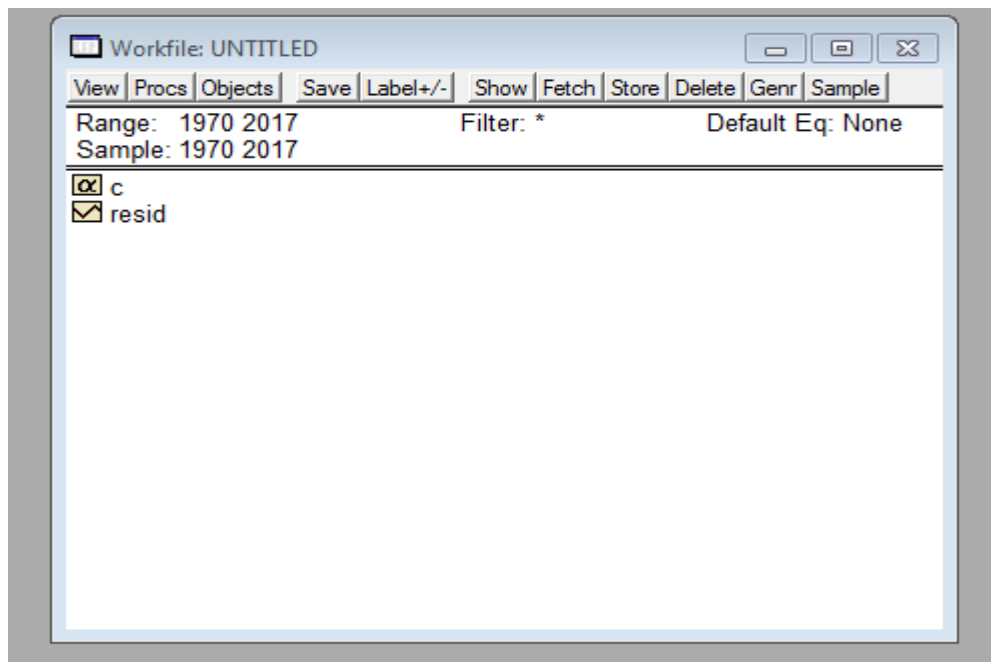 Workfile: UNTITLED
View Procs Objects Save Label+/- Show Fetch Store Delete Genr Sample
Range: 1970 2017 Filter: * Default Eq: None
Sample: 1970 2017
α c
resid